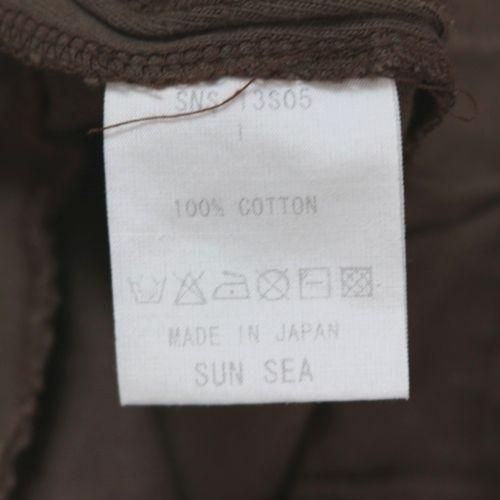 SNS 13S05
1
100% COTTON
MADE IN JAPAN
SUN SEA